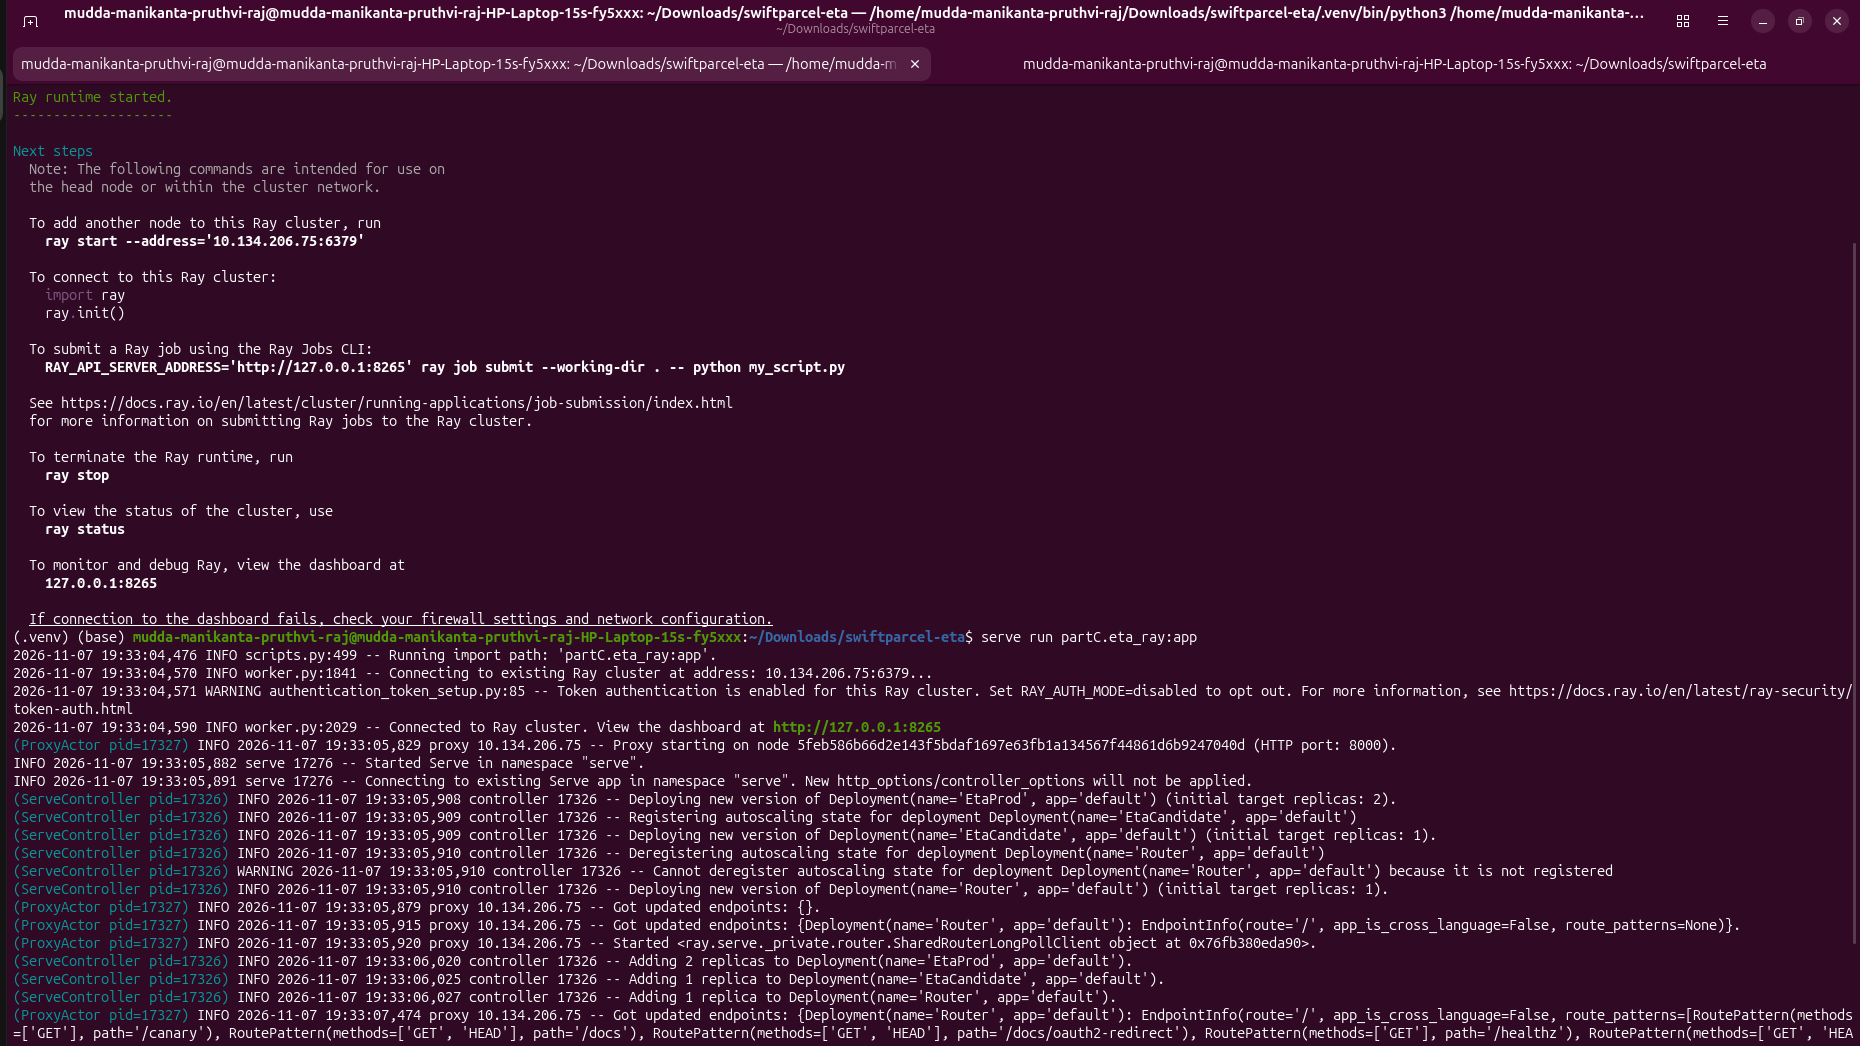 mudda-manikanta-pruthvi-raj@mudda-manikanta-pruthvi-raj-HP-Laptop-15s-fy5xxx: ~/Downloads/swiftparcel-eta — /home/mudda-manikanta-pruthvi-raj/Downloads/swiftparcel-eta/.venv/bin/python3 /home/mudda-manikanta-…
~/Downloads/swiftparcel-eta
mudda-manikanta-pruthvi-raj@mudda-manikanta-pruthvi-raj-HP-Laptop-15s-fy5xxx: ~/Downloads/swiftparcel-eta — /home/mudda-m
mudda-manikanta-pruthvi-raj@mudda-manikanta-pruthvi-raj-HP-Laptop-15s-fy5xxx: ~/Downloads/swiftparcel-eta
Ray runtime started.
--------------------
Next steps
Note: The following commands are intended for use on
the head node or within the cluster network.
To add another node to this Ray cluster, run
ray start --address='10.134.206.75:6379'
To connect to this Ray cluster:
import ray
ray.init()
To submit a Ray job using the Ray Jobs CLI:
RAY_API_SERVER_ADDRESS='http://127.0.0.1:8265' ray job submit --working-dir . -- python my_script.py
See https://docs.ray.io/en/latest/cluster/running-applications/job-submission/index.html
for more information on submitting Ray jobs to the Ray cluster.
To terminate the Ray runtime, run
ray stop
To view the status of the cluster, use
ray status
To monitor and debug Ray, view the dashboard at
127.0.0.1:8265
If connection to the dashboard fails, check your firewall settings and network configuration.
(.venv) (base) mudda-manikanta-pruthvi-raj@mudda-manikanta-pruthvi-raj-HP-Laptop-15s-fy5xxx:~/Downloads/swiftparcel-eta$ serve run partC.eta_ray:app
2026-11-07 19:33:04,476 INFO scripts.py:499 -- Running import path: 'partC.eta_ray:app'.
2026-11-07 19:33:04,570 INFO worker.py:1841 -- Connecting to existing Ray cluster at address: 10.134.206.75:6379...
2026-11-07 19:33:04,571 WARNING authentication_token_setup.py:85 -- Token authentication is enabled for this Ray cluster. Set RAY_AUTH_MODE=disabled to opt out. For more information, see https://docs.ray.io/en/latest/ray-security/
token-auth.html
2026-11-07 19:33:04,590 INFO worker.py:2029 -- Connected to Ray cluster. View the dashboard at http://127.0.0.1:8265
(ProxyActor pid=17327) INFO 2026-11-07 19:33:05,829 proxy 10.134.206.75 -- Proxy starting on node 5feb586b66d2e143f5bdaf1697e63fb1a134567f44861d6b9247040d (HTTP port: 8000).
INFO 2026-11-07 19:33:05,882 serve 17276 -- Started Serve in namespace "serve".
INFO 2026-11-07 19:33:05,891 serve 17276 -- Connecting to existing Serve app in namespace "serve". New http_options/controller_options will not be applied.
(ServeController pid=17326) INFO 2026-11-07 19:33:05,908 controller 17326 -- Deploying new version of Deployment(name='EtaProd', app='default') (initial target replicas: 2).
(ServeController pid=17326) INFO 2026-11-07 19:33:05,909 controller 17326 -- Registering autoscaling state for deployment Deployment(name='EtaCandidate', app='default')
(ServeController pid=17326) INFO 2026-11-07 19:33:05,909 controller 17326 -- Deploying new version of Deployment(name='EtaCandidate', app='default') (initial target replicas: 1).
(ServeController pid=17326) INFO 2026-11-07 19:33:05,910 controller 17326 -- Deregistering autoscaling state for deployment Deployment(name='Router', app='default')
(ServeController pid=17326) WARNING 2026-11-07 19:33:05,910 controller 17326 -- Cannot deregister autoscaling state for deployment Deployment(name='Router', app='default') because it is not registered
(ServeController pid=17326) INFO 2026-11-07 19:33:05,910 controller 17326 -- Deploying new version of Deployment(name='Router', app='default') (initial target replicas: 1).
(ProxyActor pid=17327) INFO 2026-11-07 19:33:05,879 proxy 10.134.206.75 -- Got updated endpoints: {}.
(ProxyActor pid=17327) INFO 2026-11-07 19:33:05,915 proxy 10.134.206.75 -- Got updated endpoints: {Deployment(name='Router', app='default'): EndpointInfo(route='/', app_is_cross_language=False, route_patterns=None)}.
(ProxyActor pid=17327) INFO 2026-11-07 19:33:05,920 proxy 10.134.206.75 -- Started <ray.serve._private.router.SharedRouterLongPollClient object at 0x76fb380eda90>.
(ServeController pid=17326) INFO 2026-11-07 19:33:06,020 controller 17326 -- Adding 2 replicas to Deployment(name='EtaProd', app='default').
(ServeController pid=17326) INFO 2026-11-07 19:33:06,025 controller 17326 -- Adding 1 replica to Deployment(name='EtaCandidate', app='default').
(ServeController pid=17326) INFO 2026-11-07 19:33:06,027 controller 17326 -- Adding 1 replica to Deployment(name='Router', app='default').
(ProxyActor pid=17327) INFO 2026-11-07 19:33:07,474 proxy 10.134.206.75 -- Got updated endpoints: {Deployment(name='Router', app='default'): EndpointInfo(route='/', app_is_cross_language=False, route_patterns=[RoutePattern(methods
=['GET'], path='/canary'), RoutePattern(methods=['GET', 'HEAD'], path='/docs'), RoutePattern(methods=['GET', 'HEAD'], path='/docs/oauth2-redirect'), RoutePattern(methods=['GET'], path='/healthz'), RoutePattern(methods=['GET', 'HEA